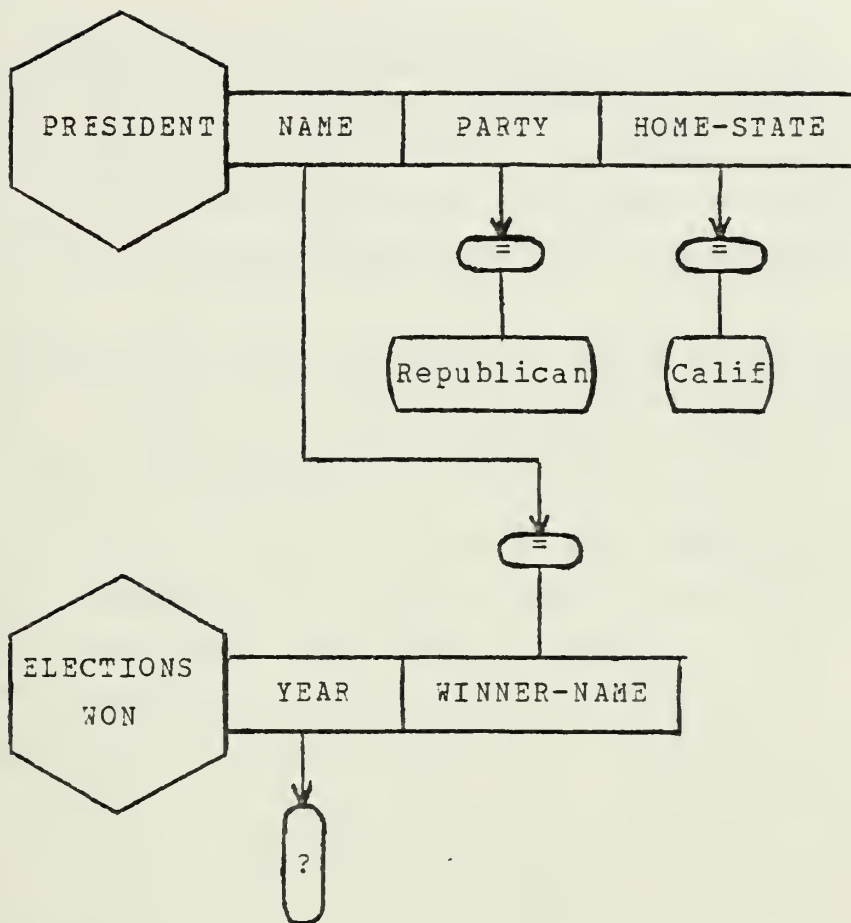 PRESIDENT NAME PARTY HOME-STATE
= =
Republican Calif
=
ELECTIONS
WON
YEAR WINNER-NAME
?